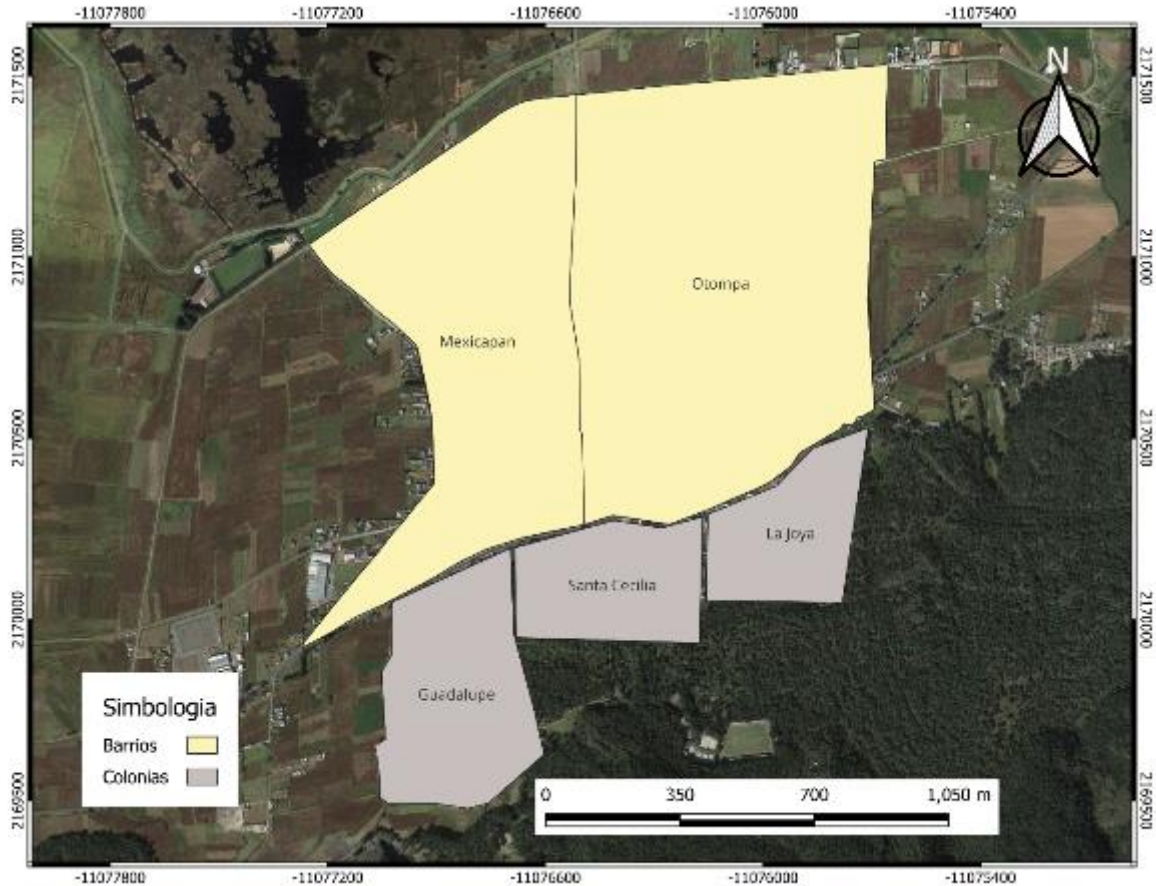 -11077800 -11077200 -11076600 -11076000 -11075400
N
2171500 2171500
2171000 2171000
Otompa
Mexicapan
2170500 2170500
La Joya
Santa Cecilia
2170000 2170000
Guadalupe
Simbologia
Barrios
Colonias
0 350 700 1,050 m
2169500 2169500
-11077800 -11077200 -11076600 -11076000 -11075400